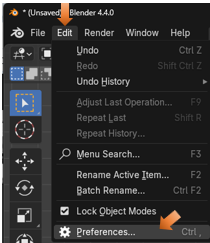 * (Unsaved) - Blender 4.4.0
File Edit Render Window Help
Undo Ctrl Z
Redo Shift Ctrl Z
Undo History
Adjust Last Operation... F9
Repeat Last Shift R
Repeat History...
Menu Search... F3
Rename Active Item... F2
Batch Rename... Ctrl F2
Lock Object Modes
Preferences... Ctrl ,